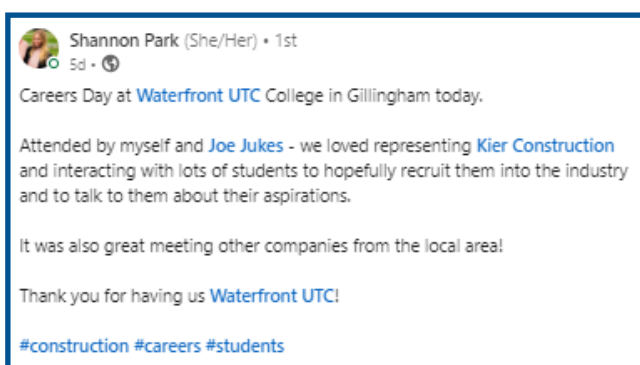 Shannon Park (She/Her) • 1st
5d •
Careers Day at Waterfront UTC College in Gillingham today.
Attended by myself and Joe Jukes - we loved representing Kier Construction
and interacting with lots of students to hopefully recruit them into the industry
and to talk to them about their aspirations.
It was also great meeting other companies from the local area!
Thank you for having us Waterfront UTC!
#construction #careers #students